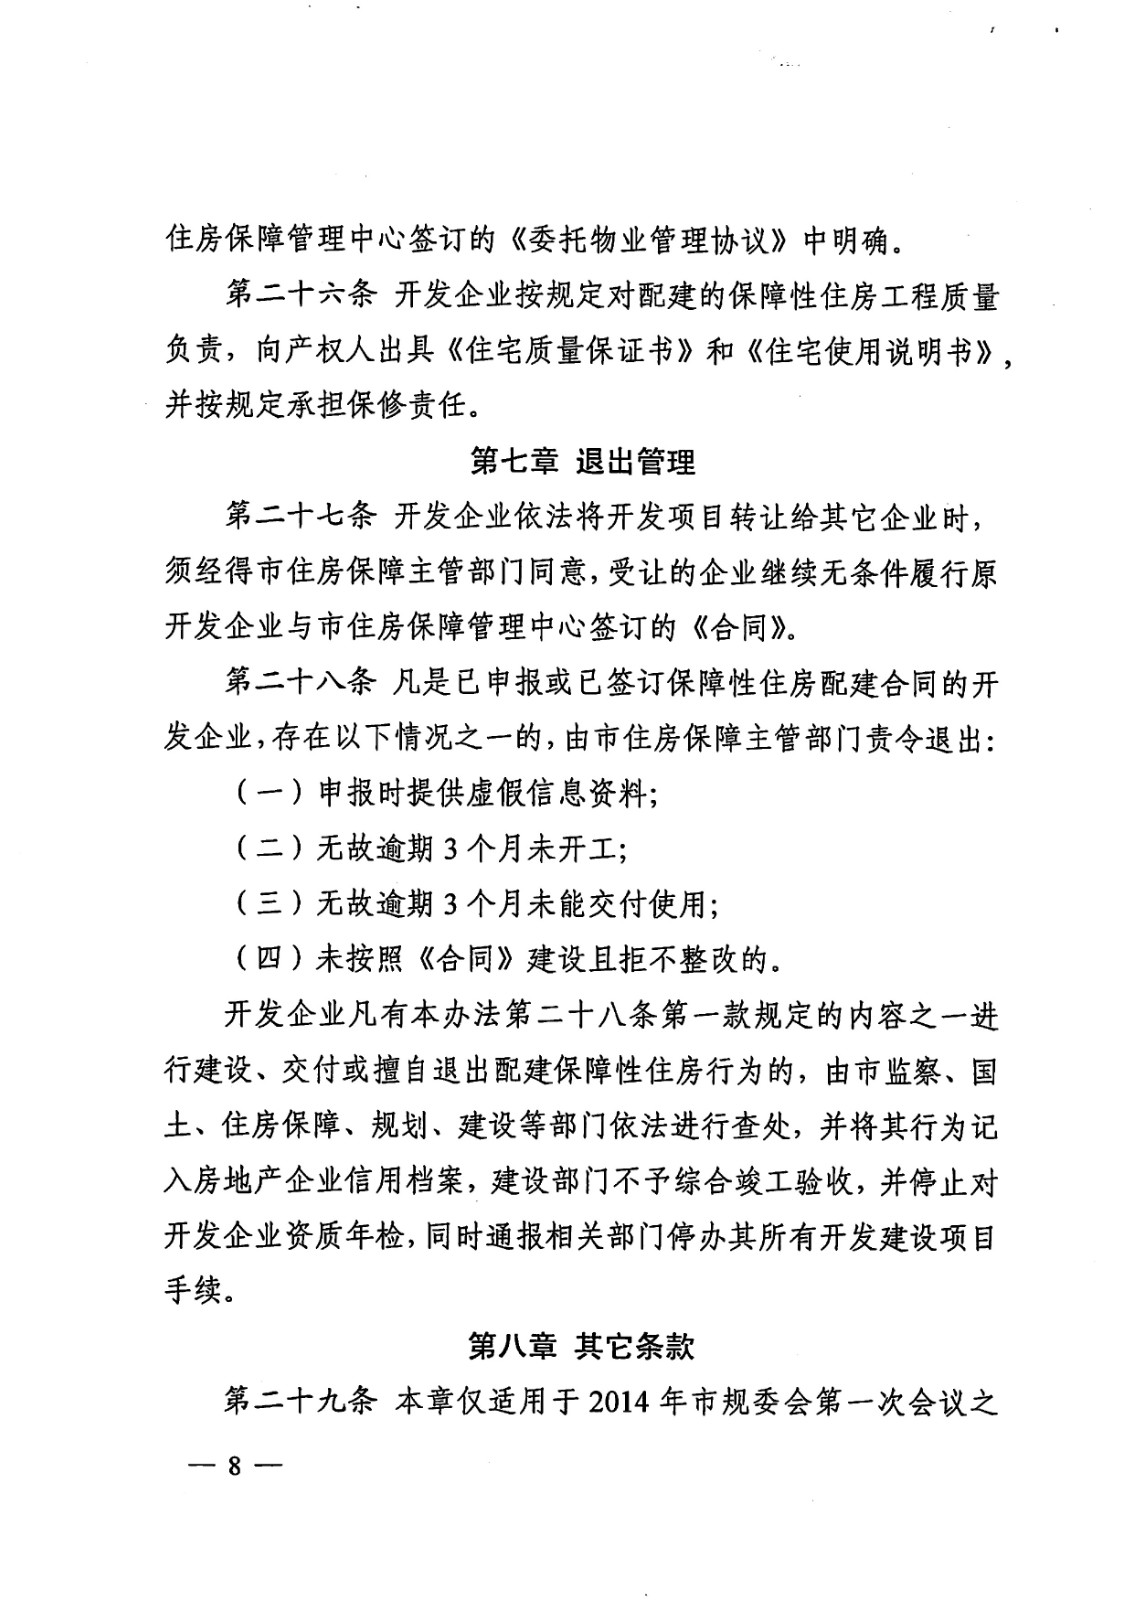 住房保障管理中心签订的《委托物业管理协议》中明确。
第二十六条 开发企业按规定对配建的保障性住房工程质量
负责，向产权人出具《住宅质量保证书》和《住宅使用说明书》，
并按规定承担保修责任。
第七章 退出管理
第二十七条 开发企业依法将开发项目转让给其它企业时，
须经得市住房保障主管部门同意，受让的企业继续无条件履行原
开发企业与市住房保障管理中心签订的《合同》。
第二十八条 凡是已申报或已签订保障性住房配建合同的开
发企业，存在以下情况之一的，由市住房保障主管部门责令退出：
（一）申报时提供虚假信息资料；
（二）无故逾期3个月未开工；
（三）无故逾期3个月未能交付使用；
（四）未按照《合同》建设且拒不整改的。
开发企业凡有本办法第二十八条第一款规定的内容之一进
行建设、交付或擅自退出配建保障性住房行为的，由市监察、国
土、住房保障、规划、建设等部门依法进行查处，并将其行为记
入房地产企业信用档案，建设部门不予综合竣工验收，并停止对
开发企业资质年检，同时通报相关部门停办其所有开发建设项目
手续。
第八章 其它条款
第二十九条 本章仅适用于2014年市规委会第一次会议之
— 8 —